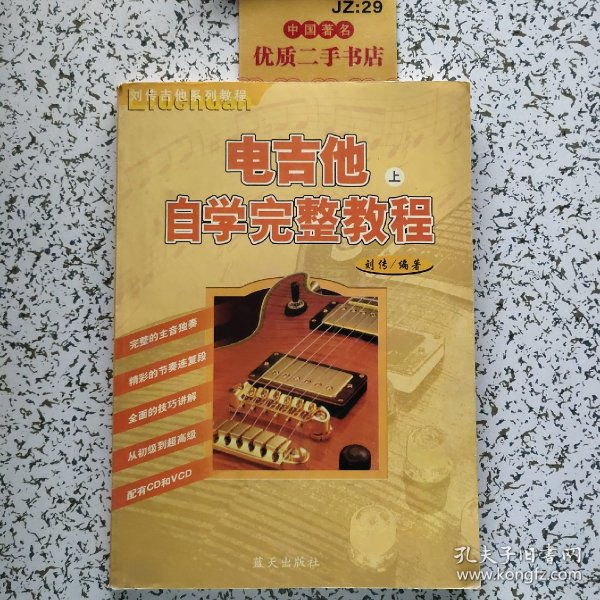 JZ:29
中国著名
优质二手书店
刘传吉他系列教程
Liuchuan
电吉他
上
自学完整教程
刘传/编著
完整的主音独奏
精彩的节奏连复段
全面的技巧讲解
从初级到超高级
配有CD和VCD
蓝天出版社
孔夫子旧书网
www.kongfz.com